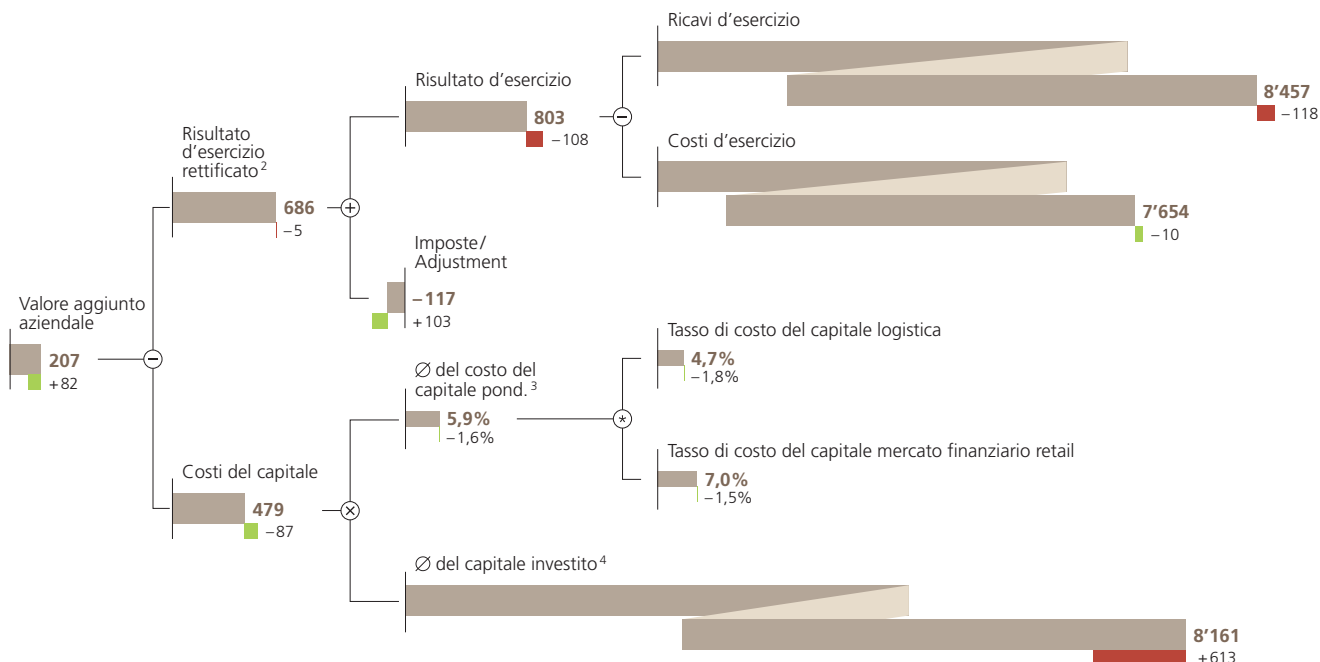 Ricavi d'esercizio
8'457
−118
Risultato d'esercizio
803
−108
−
Costi d'esercizio
7'654
−10
Risultato
d'esercizio
rettificato 2
686
−5
+
Imposte/
Adjustment
−117
+103
Valore aggiunto
aziendale
207
+82
−
Ø del costo del
capitale pond. 3
5,9%
−1,6%
*
Tasso di costo del capitale logistica
4,7%
−1,8%
Tasso di costo del capitale mercato finanziario retail
7,0%
−1,5%
Costi del capitale
479
−87
×
Ø del capitale investito 4
8'161
+613